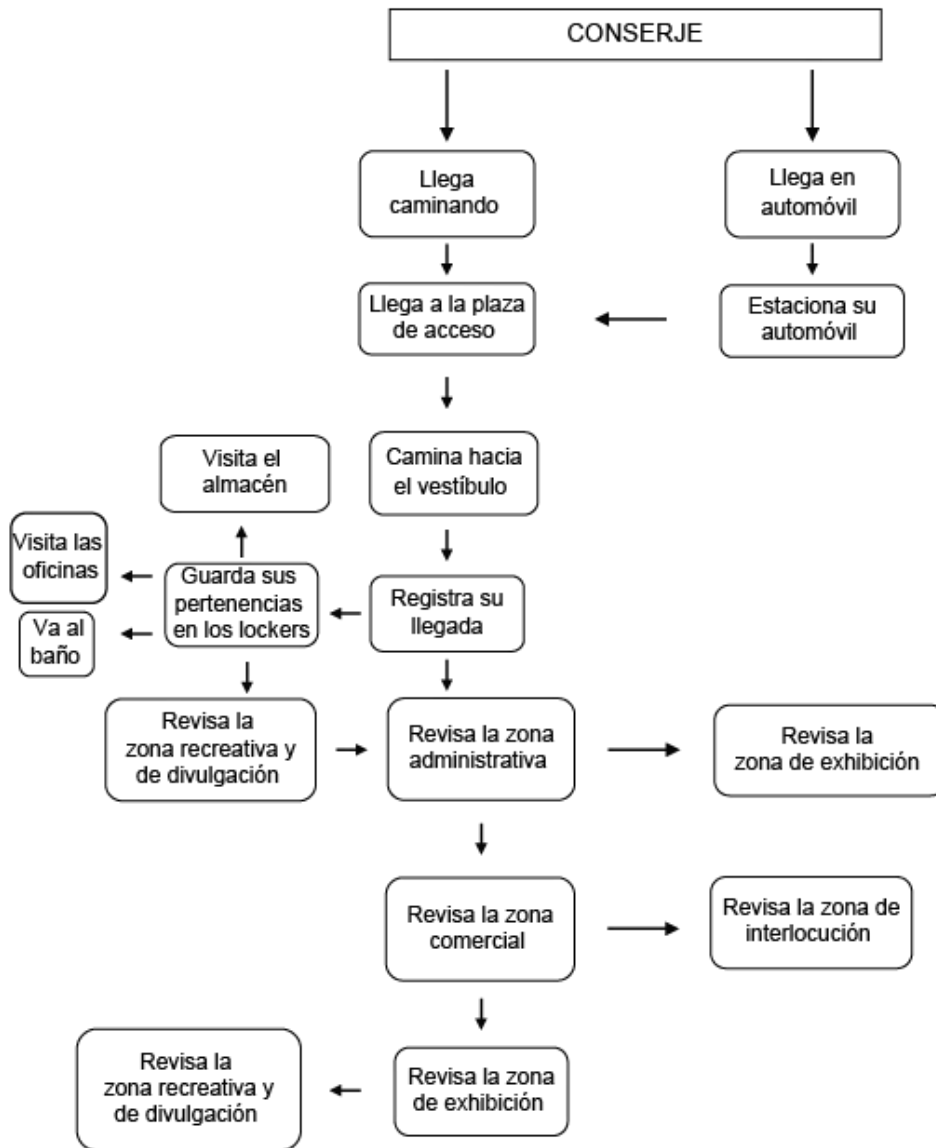 CONSERJE
Llega
caminando
Llega en
automóvil
Llega a la plaza
de acceso
Estaciona su
automóvil
Visita el
almacén
Camina hacia
el vestíbulo
Visita las
oficinas
Guarda sus
pertenencias
en los lockers
Registra su
llegada
Va al
baño
Revisa la
zona recreativa y
de divulgación
Revisa la zona
administrativa
Revisa la
zona de exhibición
Revisa la zona
comercial
Revisa la zona de
interlocución
Revisa la
zona recreativa y
de divulgación
Revisa la zona
de exhibición